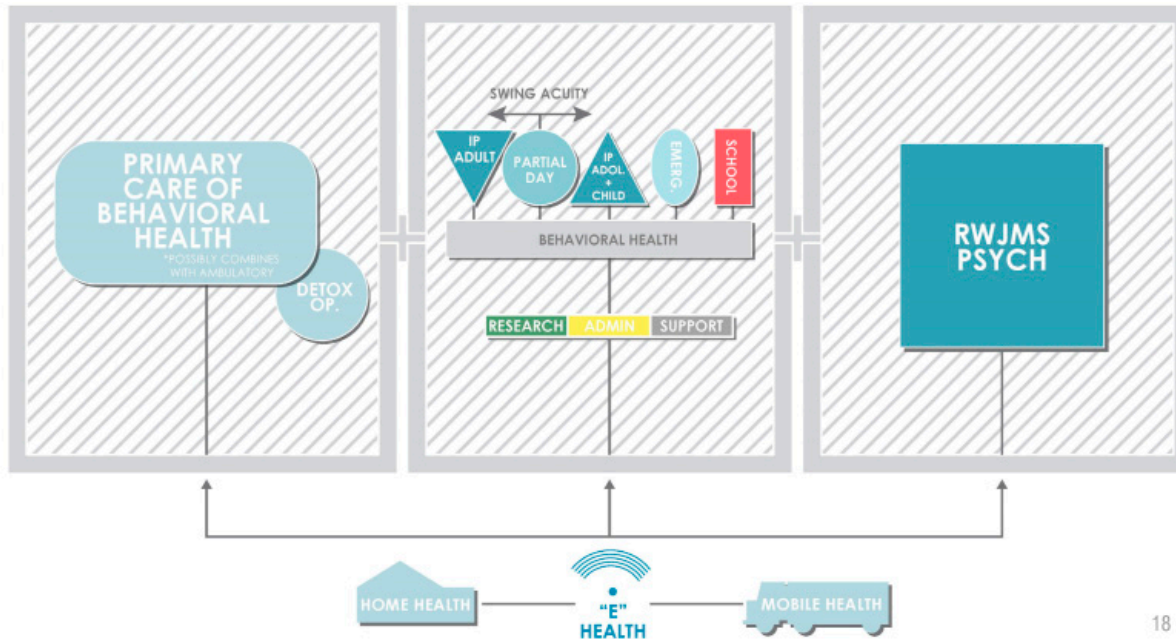 PRIMARY
CARE OF
BEHAVIORAL
HEALTH
*POSSIBLY COMBINES
WITH AMBULATORY
DETOX
OP.
SWING ACUITY
IP
ADULT
PARTIAL
DAY
IP
ADOL.
+
CHILD
EMERG.
SCHOOL
BEHAVIORAL HEALTH
RESEARCH
ADMIN
SUPPORT
RWJMS
PSYCH
HOME HEALTH
"E"
HEALTH
MOBILE HEALTH
18